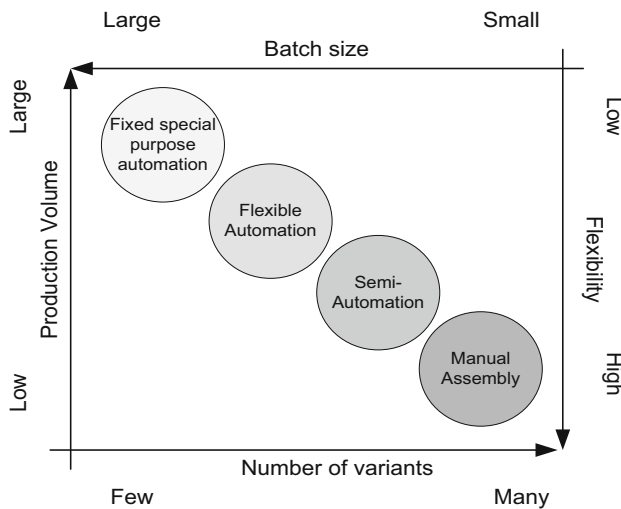 Large
Small
Batch size
Large
Production Volume
Low
Fixed special
purpose
automation
Flexible
Automation
Semi-
Automation
Manual
Assembly
Low
Flexibility
High
Number of variants
Few
Many